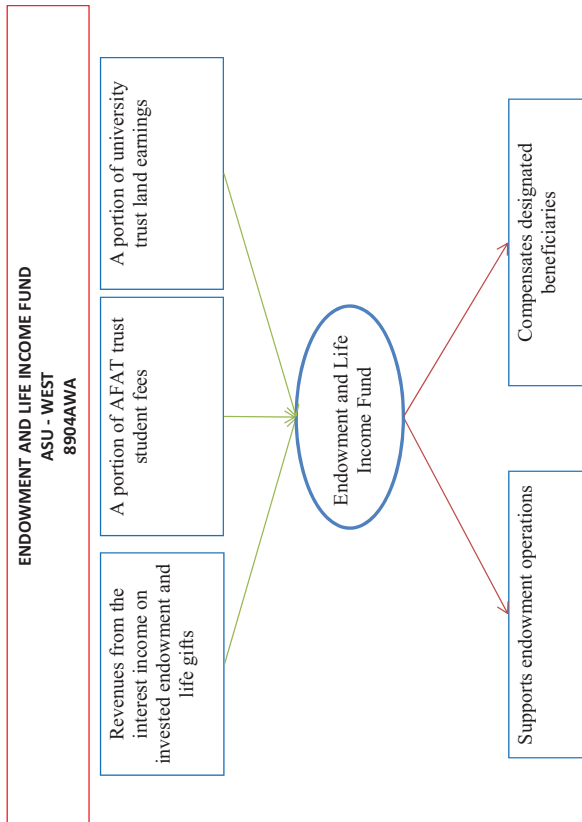 ENDOWMENT AND LIFE INCOME FUND
ASU - WEST
8904AWA
Revenues from the
interest income on
invested endowment and
life gifts
A portion of AFAT trust
student fees
A portion of university
trust land earnings
Endowment and Life
Income Fund
Supports endowment operations
Compensates designated
beneficiaries